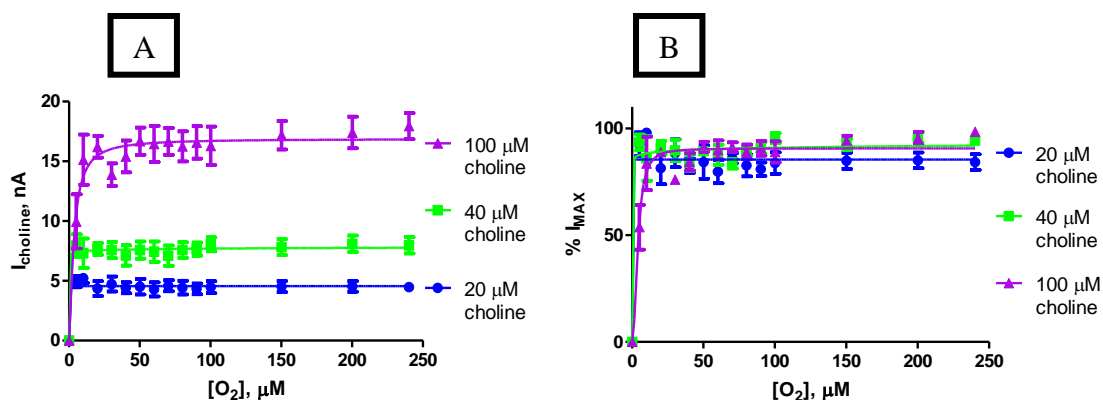 A
I choline, nA
20
15
10
5
0
0 50 100 150 200 250
[O2], μM
100 μM
choline
40 μM
choline
20 μM
choline
B
% IMAX
100
50
0
0 50 100 150 200 250
[O2], μM
20 μM
choline
40 μM
choline
100 μM
choline